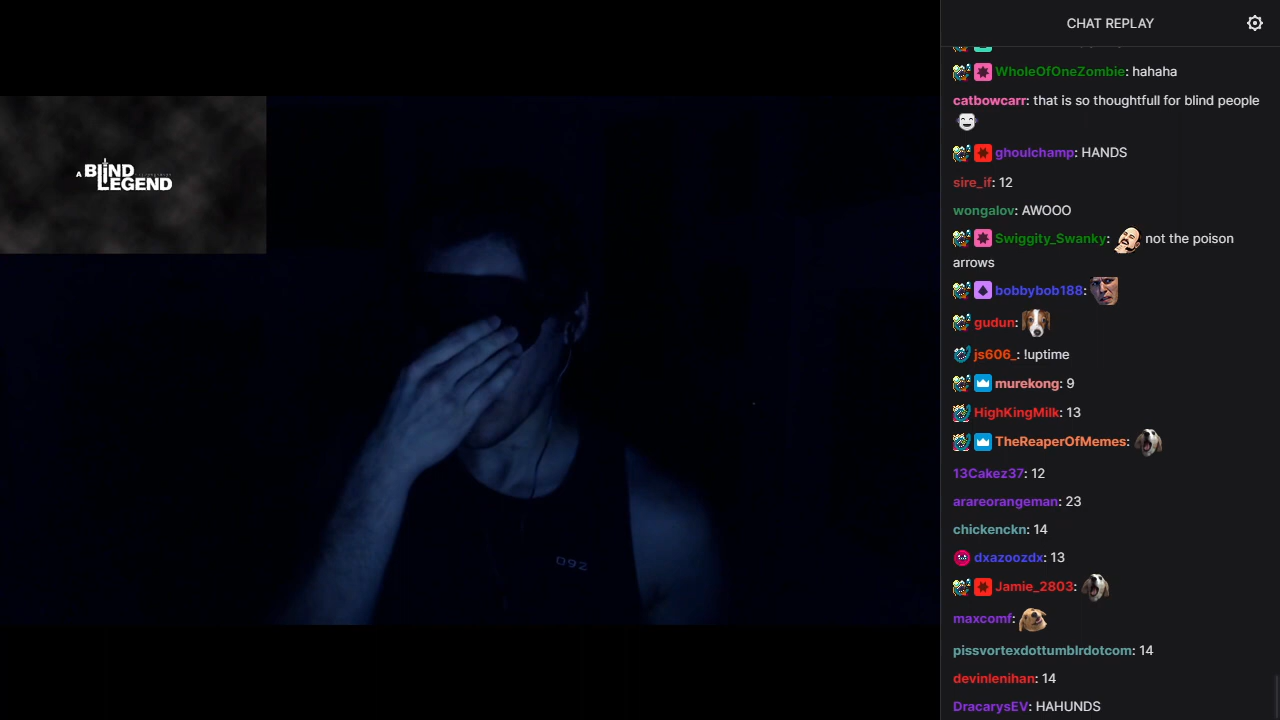 CHAT REPLAY
WholeOfOneZombie: hahaha
catbowcarr: that is so thoughtfull for blind people
ghoulchamp: HANDS
sire_if: 12
wongalov: AWOOO
Swiggity_Swanky: not the poison
arrows
bobbybob188:
gudun:
js606_: !uptime
murekong: 9
HighKingMilk: 13
TheReaperOfMemes:
13Cakez37: 12
arareorangeman: 23
chickenckn: 14
dxazoozdx: 13
Jamie_2803:
maxcomf:
pissvortexdottumblrdotcom: 14
devinlenihan: 14
DracarysEV: HAHUNDS
A BLIND
LEGEND
092